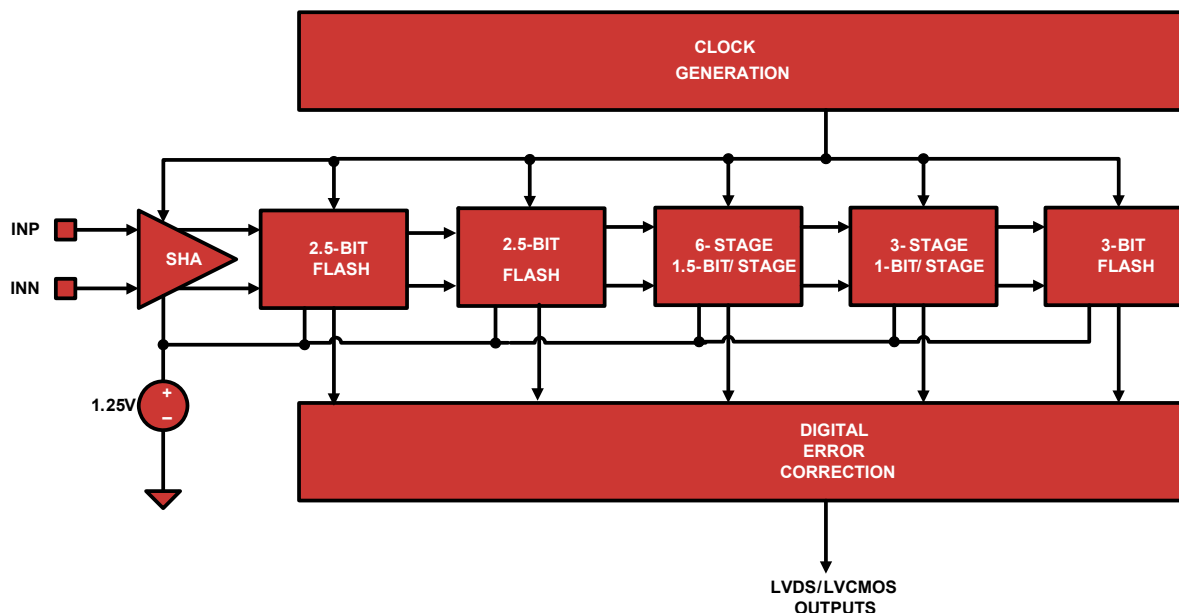 CLOCK
GENERATION
INP
INN
SHA
2.5-BIT
FLASH
2.5-BIT
FLASH
6- STAGE
1.5-BIT/ STAGE
3- STAGE
1-BIT/ STAGE
3-BIT
FLASH
1.25V
+
–
DIGITAL
ERROR
CORRECTION
LVDS/LVCMOS
OUTPUTS